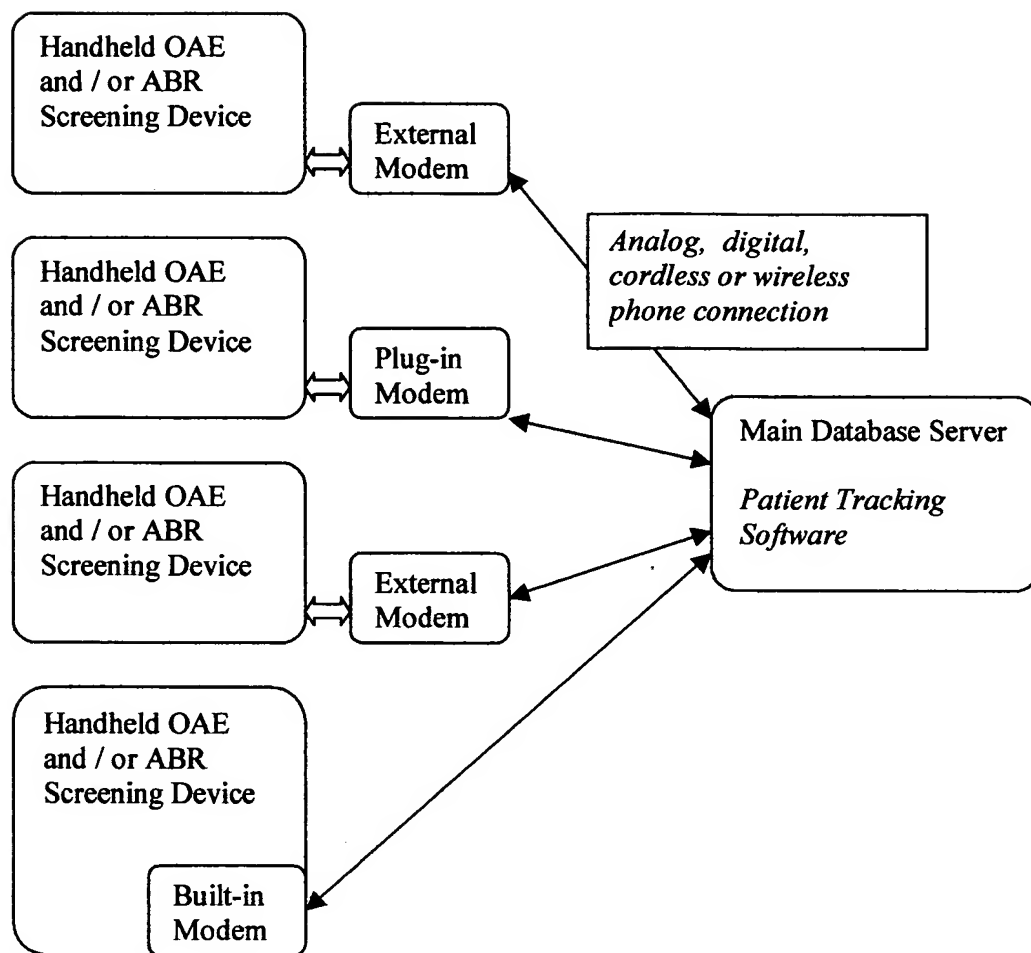 Handheld OAE
and / or ABR
Screening Device
External
Modem
Analog, digital,
cordless or wireless
phone connection
Handheld OAE
and / or ABR
Screening Device
Plug-in
Modem
Main Database Server
Patient Tracking
Software
Handheld OAE
and / or ABR
Screening Device
External
Modem
Handheld OAE
and / or ABR
Screening Device
Built-in
Modem